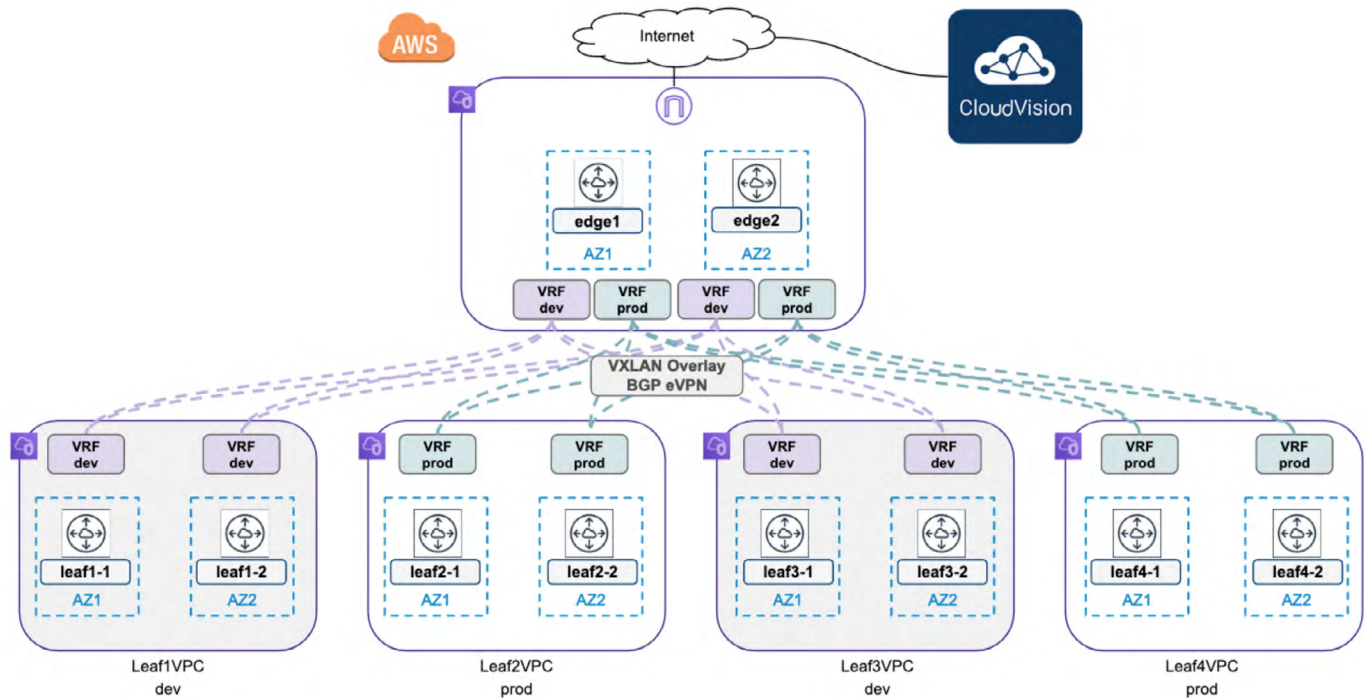 AWS
Internet
CloudVision
edge1
edge2
AZ1
AZ2
VRF
dev
VRF
prod
VRF
dev
VRF
prod
VXLAN Overlay
BGP eVPN
VRF
dev
VRF
dev
VRF
prod
VRF
prod
VRF
dev
VRF
dev
VRF
prod
VRF
prod
leaf1-1
leaf1-2
leaf2-1
leaf2-2
leaf3-1
leaf3-2
leaf4-1
leaf4-2
AZ1
AZ2
AZ1
AZ2
AZ1
AZ2
AZ1
AZ2
Leaf1VPC
dev
Leaf2VPC
prod
Leaf3VPC
dev
Leaf4VPC
prod